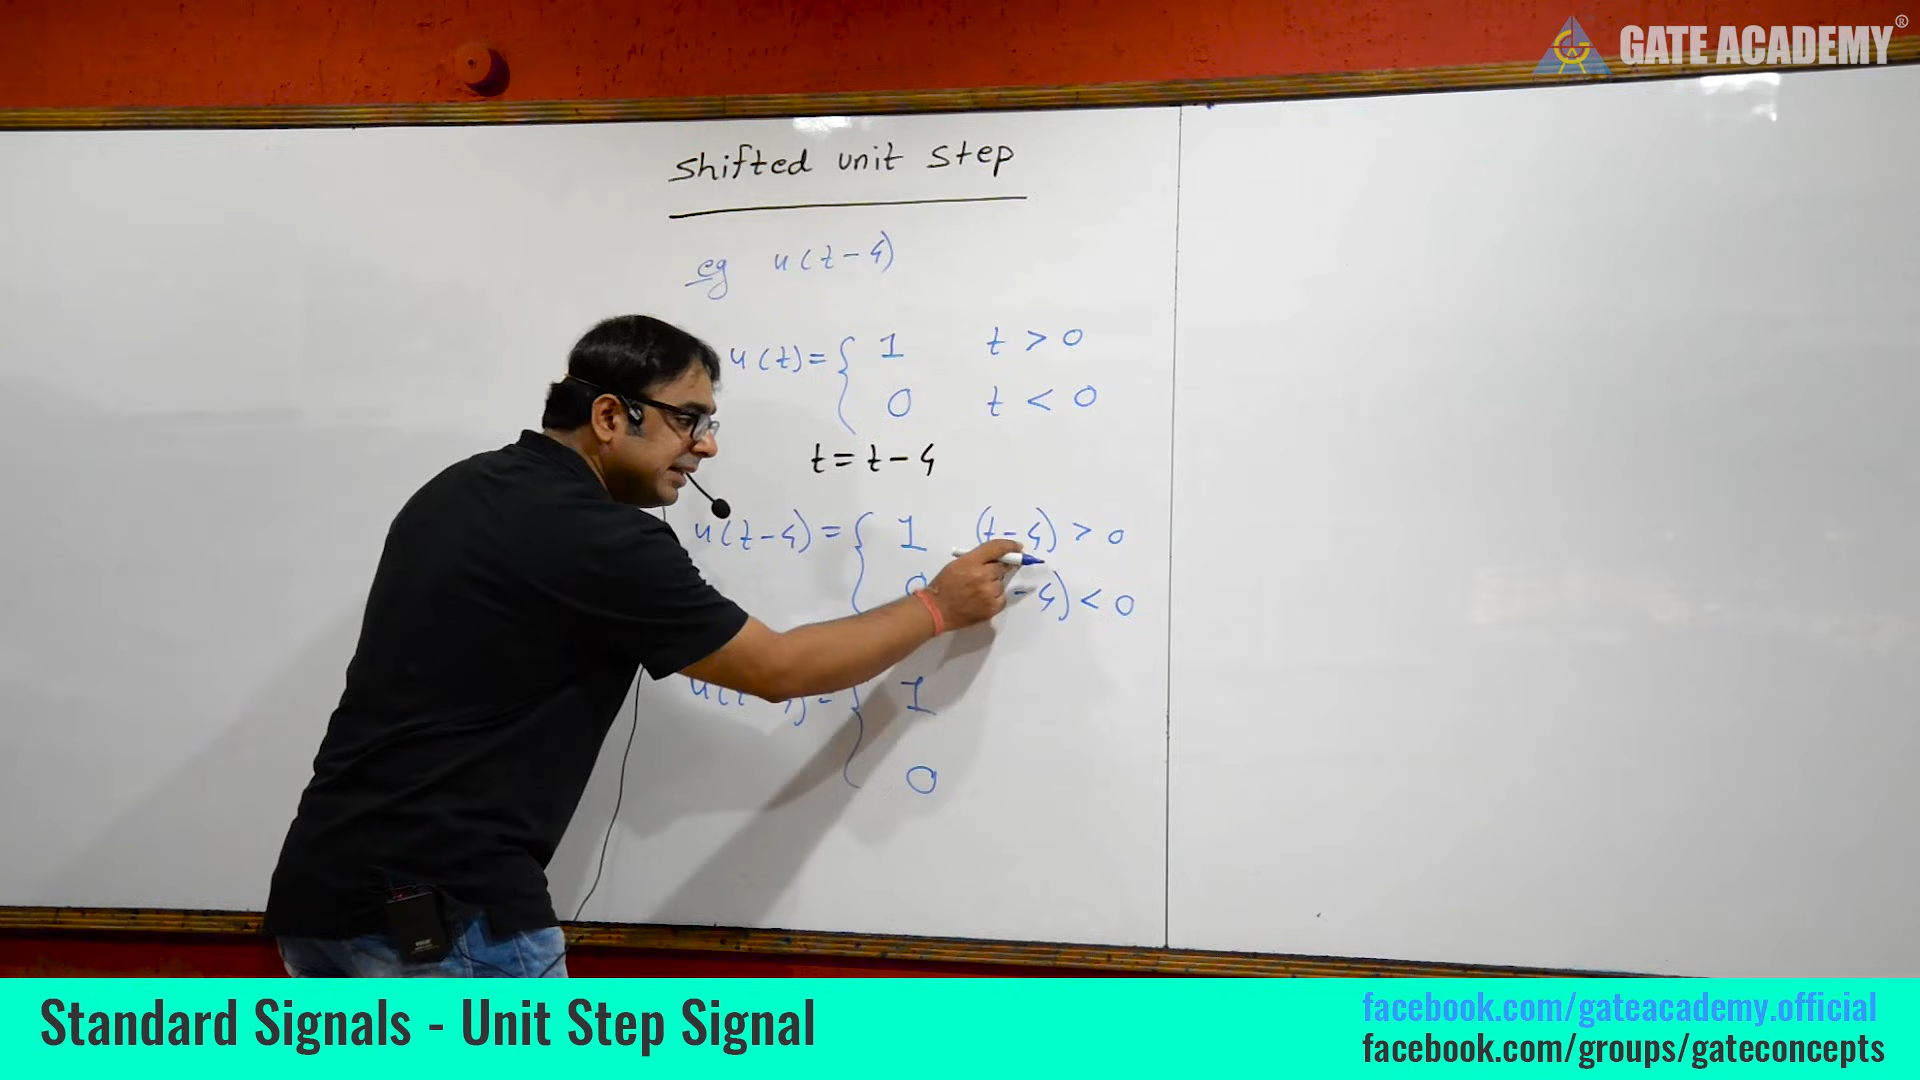 GATE ACADEMY®
Shifted unit step
eg u(t-4)
u(t) = { 1 t > 0
0 t < 0
t = t - 4
u(t-4) = { 1 (t-4) > 0
0 -4) < 0
1
0
Standard Signals - Unit Step Signal
facebook.com/gateacademy.official
facebook.com/groups/gateconcepts